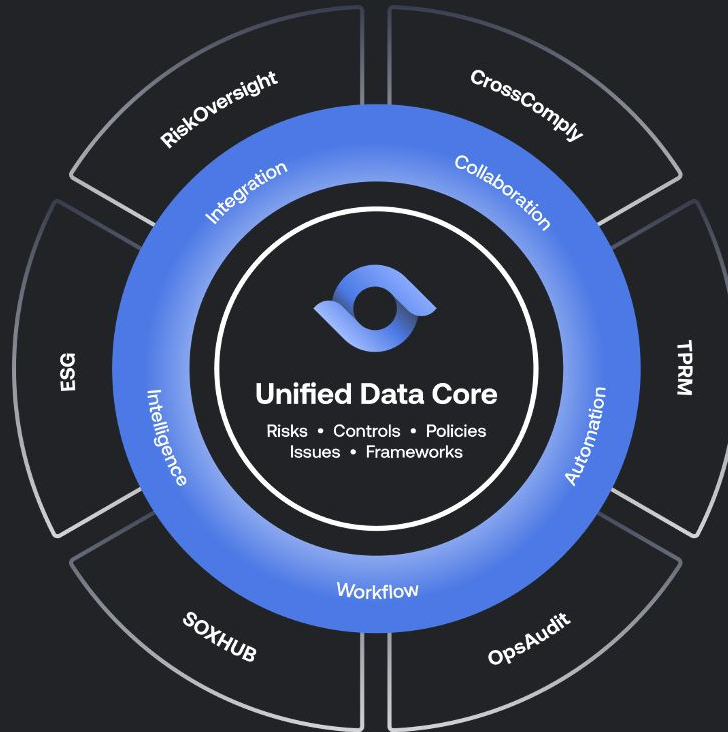 RiskOversight
CrossComply
Integration
Collaboration
ESG
TPRM
Unified Data Core
Risks • Controls • Policies
Issues • Frameworks
Intelligence
Automation
Workflow
SOXHUB
OpsAudit